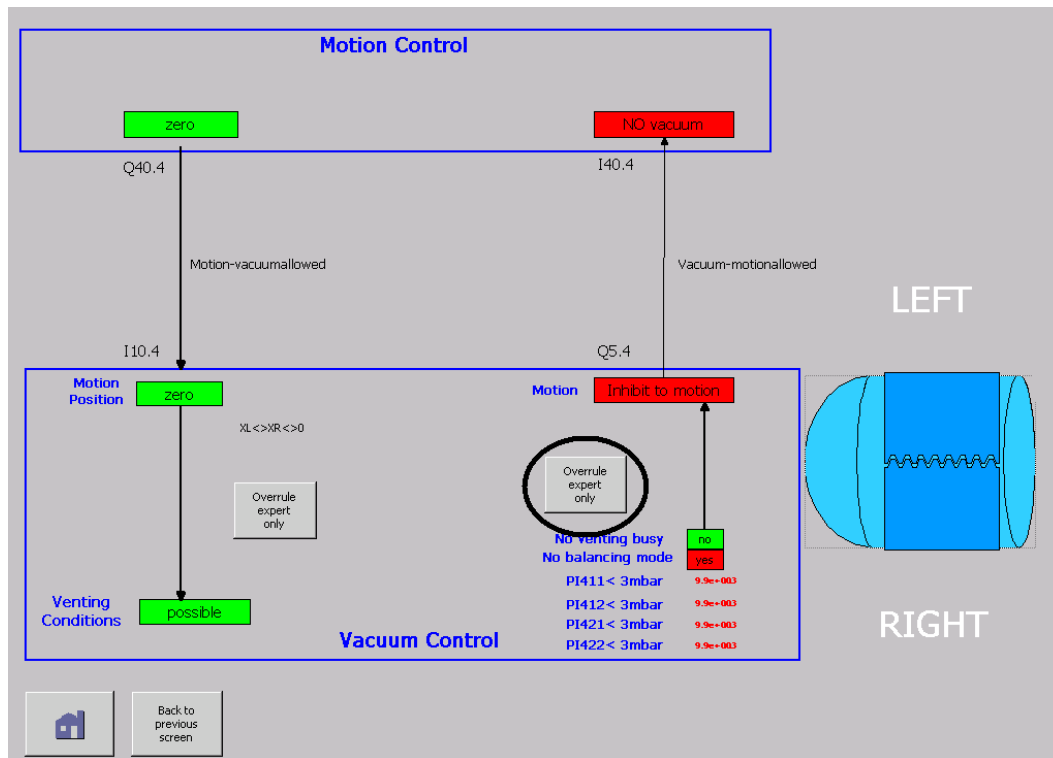 Motion Control
zero
NO vacuum
Q40.4
I40.4
Motion-vacuumallowed
Vacuum-motionallowed
LEFT
I10.4
Q5.4
Motion
Position
zero
Motion
Inhibit to motion
XL<>XR<>0
Overrule
expert
only
Overrule
expert
only
No venting busy
no
No balancing mode
yes
PI411< 3mbar
9.9e+003
PI412< 3mbar
9.9e+003
PI421< 3mbar
9.9e+003
PI422< 3mbar
9.9e+003
Venting
Conditions
possible
Vacuum Control
RIGHT
Back to
previous
screen